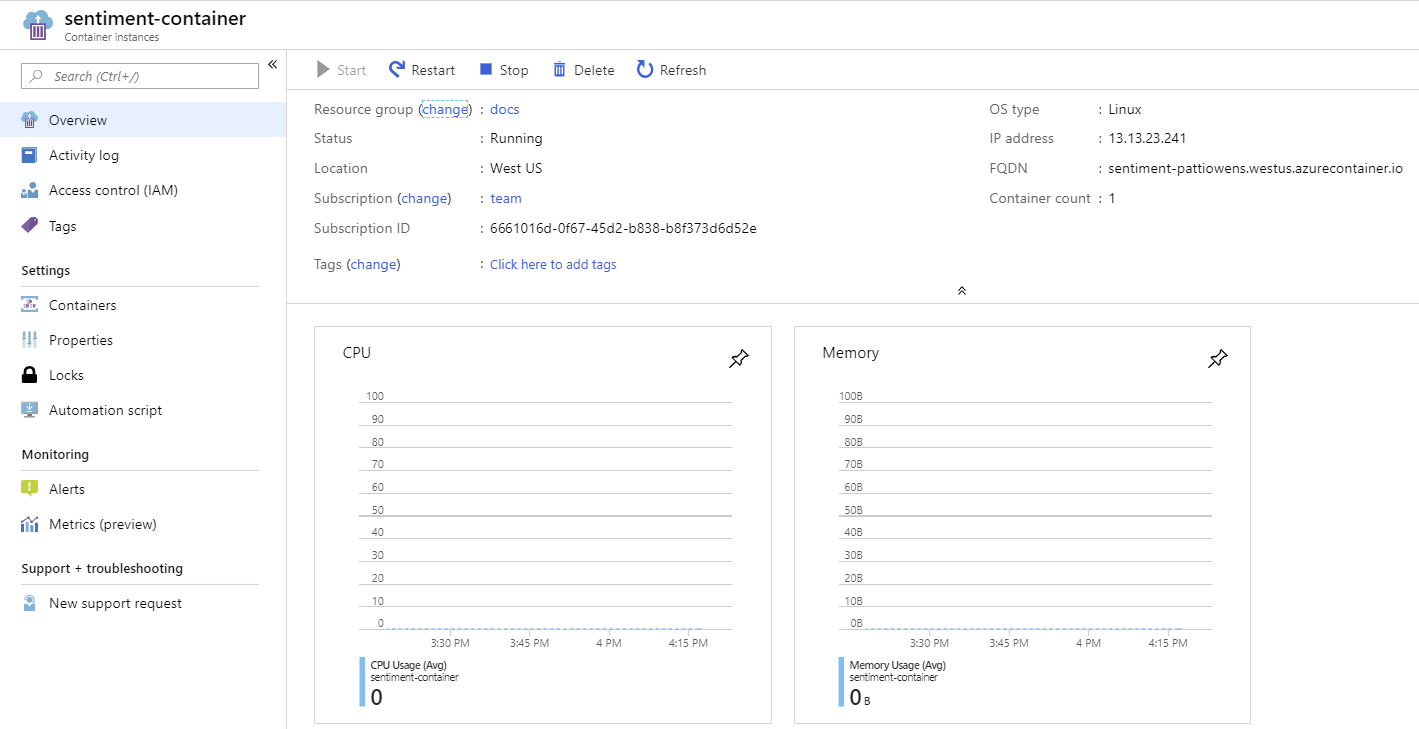 sentiment-container
Container instances
Search (Ctrl+/)
«
Overview
Activity log
Access control (IAM)
Tags
Settings
Containers
Properties
Locks
Automation script
Monitoring
Alerts
Metrics (preview)
Support + troubleshooting
New support request
Start Restart Stop Delete Refresh
Resource group (change) : docs
Status : Running
Location : West US
Subscription (change) : team
Subscription ID : 6661016d-0f67-45d2-b838-b8f373d6d52e
Tags (change) : Click here to add tags
OS type : Linux
IP address : 13.13.23.241
FQDN : sentiment-pattiowens.westus.azurecontainer.io
Container count : 1
CPU
100
90
80
70
60
50
40
30
20
10
0
3:30 PM 3:45 PM 4 PM 4:15 PM
CPU Usage (Avg)
sentiment-container
0
Memory
100B
90B
80B
70B
60B
50B
40B
30B
20B
10B
0B
3:30 PM 3:45 PM 4 PM 4:15 PM
Memory Usage (Avg)
sentiment-container
0 B